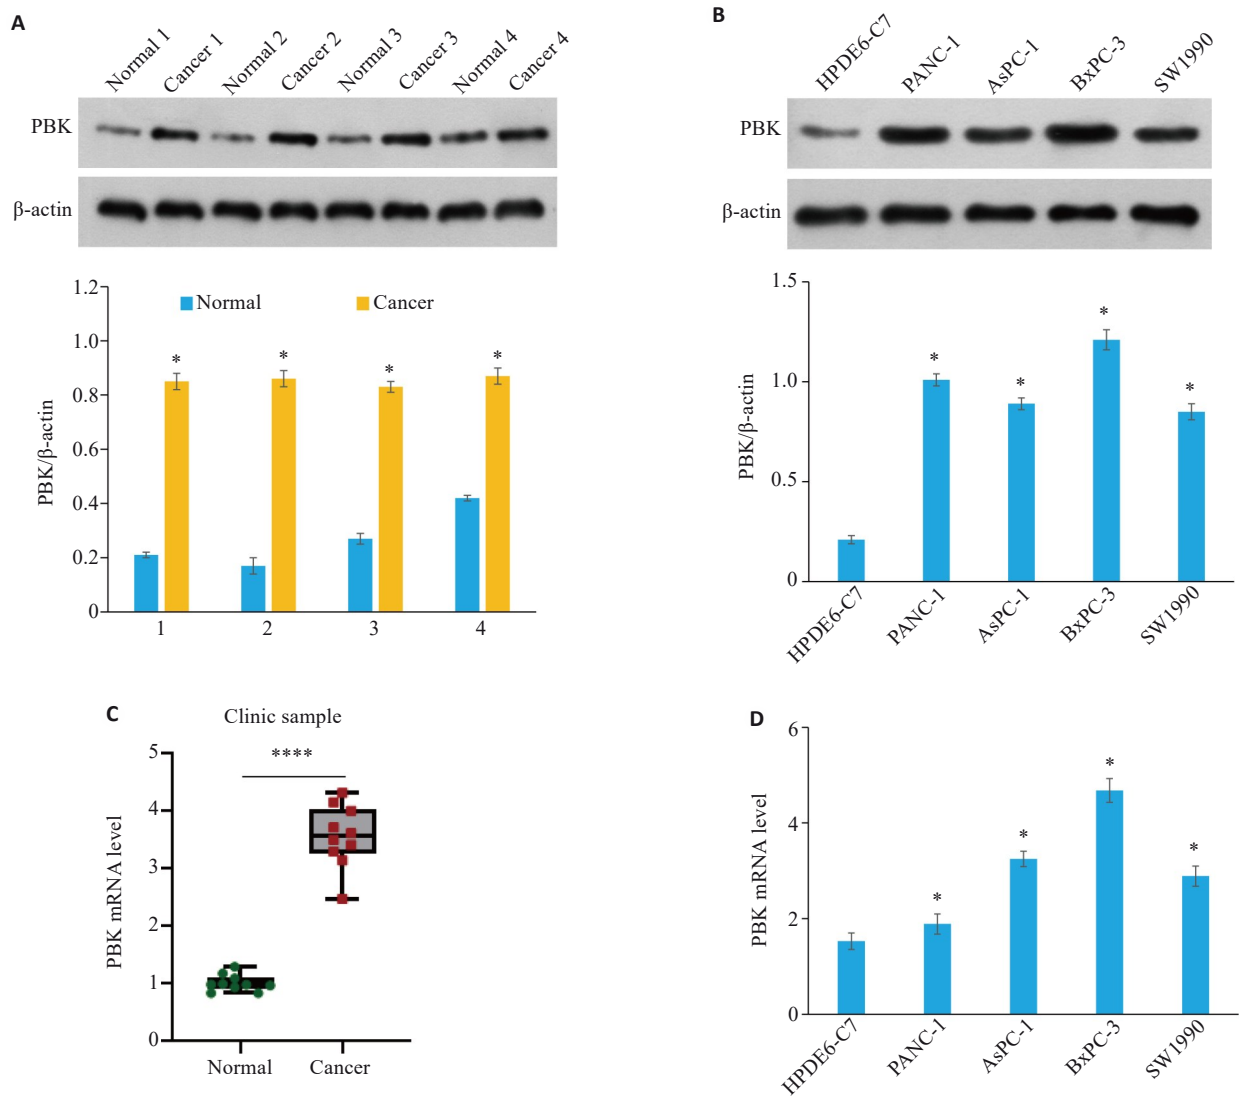 A
Normal 1 Cancer 1 Normal 2 Cancer 2 Normal 3 Cancer 3 Normal 4 Cancer 4
PBK
β-actin
1.2
Normal Cancer
1.0
* * * *
0.8
0.6
0.4
0.2
0
PBK/β-actin
1 2 3 4
B
HPDE6-C7 PANC-1 AsPC-1 BxPC-3 SW1990
PBK
β-actin
1.5
* * * *
1.0
0.5
0
PBK/β-actin
HPDE6-C7 PANC-1 AsPC-1 BxPC-3 SW1990
C
Clinic sample
****
5
4
3
2
1
0
PBK mRNA level
Normal Cancer
D
6
* * * *
4
2
0
PBK mRNA level
HPDE6-C7 PANC-1 AsPC-1 BxPC-3 SW1990